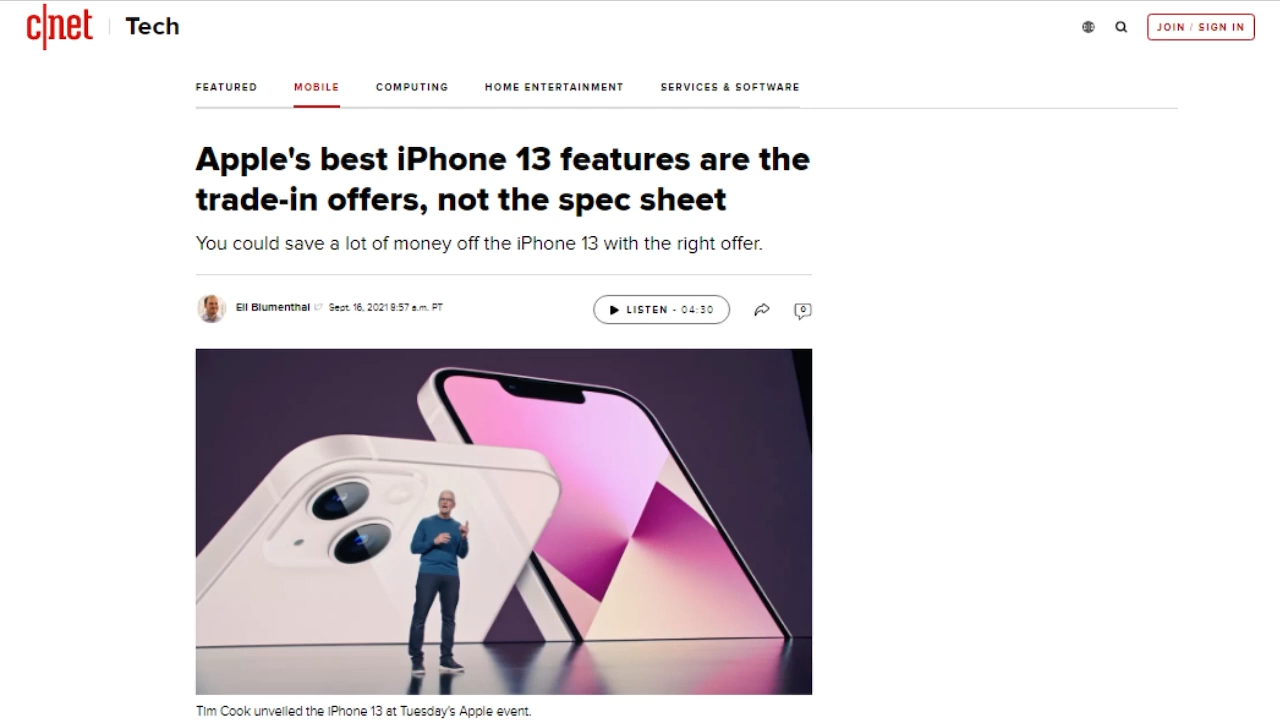 c|net
Tech
JOIN / SIGN IN
FEATURED
MOBILE
COMPUTING
HOME ENTERTAINMENT
SERVICES & SOFTWARE
Apple's best iPhone 13 features are the
trade-in offers, not the spec sheet
You could save a lot of money off the iPhone 13 with the right offer.
Eli Blumenthal
Sept. 16, 2021 9:57 a.m. PT
LISTEN - 04:30
0
Tim Cook unveiled the iPhone 13 at Tuesday's Apple event.